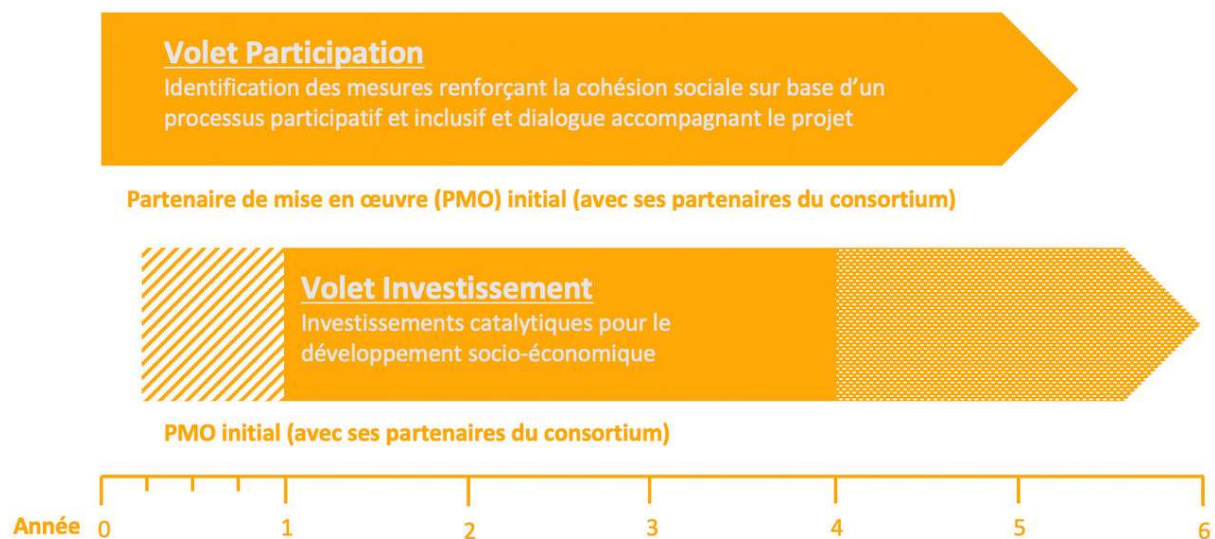 Volet Participation
Identification des mesures renforçant la cohésion sociale sur base d’un
processus participatif et inclusif et dialogue accompagnant le projet
Partenaire de mise en œuvre (PMO) initial (avec ses partenaires du consortium)
Volet Investissement
Investissements catalytiques pour le
développement socio-économique
PMO initial (avec ses partenaires du consortium)
Année 0 1 2 3 4 5 6